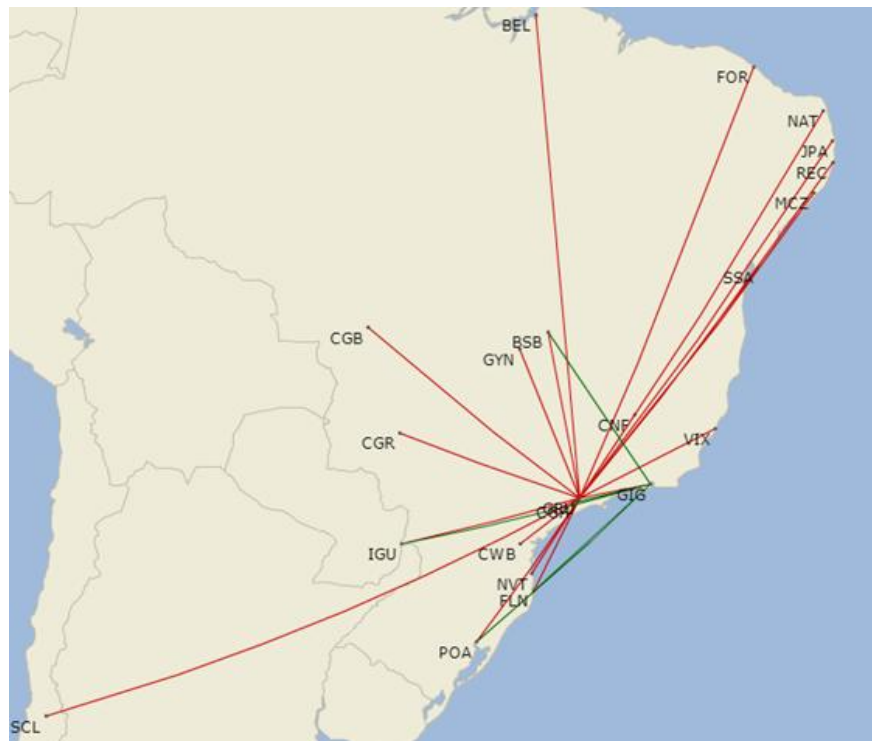 BEL
FOR
NAT
JPA
REC
MCZ
SSA
CGB
BSB
GYN
CNF
VIX
CGR
GIG
GRU
IGU
CWB
NVT
FLN
POA
SCL